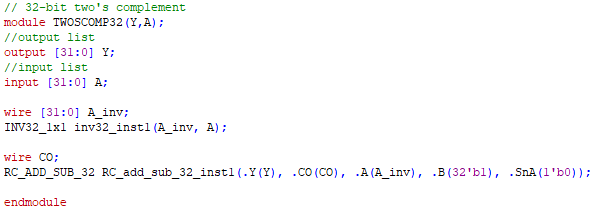 // 32-bit two's complement
module TWOSCOMP32(Y,A);
//output list
output [31:0] Y;
//input list
input [31:0] A;
wire [31:0] A_inv;
INV32_1x1 inv32_inst1(A_inv, A);
wire CO;
RC_ADD_SUB_32 RC_add_sub_32_inst1(.Y(Y), .CO(CO), .A(A_inv), .B(32'b1), .SnA(1'b0));
endmodule